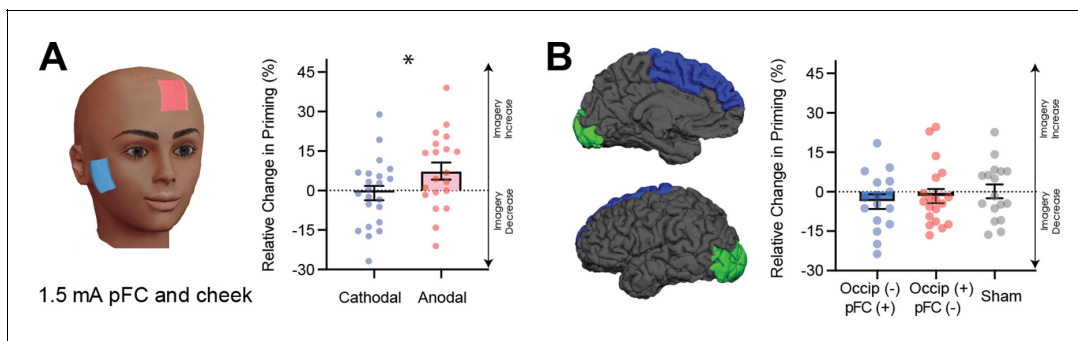 A
Relative Change in Priming (%)
45
30
15
0
-15
-30
*
Imagery
Increase
Imagery
Decrease
Cathodal
Anodal
1.5 mA pFC and cheek
B
Relative Change in Priming (%)
45
30
15
0
-15
-30
Imagery
Increase
Imagery
Decrease
Occip (-)
pFC (+)
Occip (+)
pFC (-)
Sham